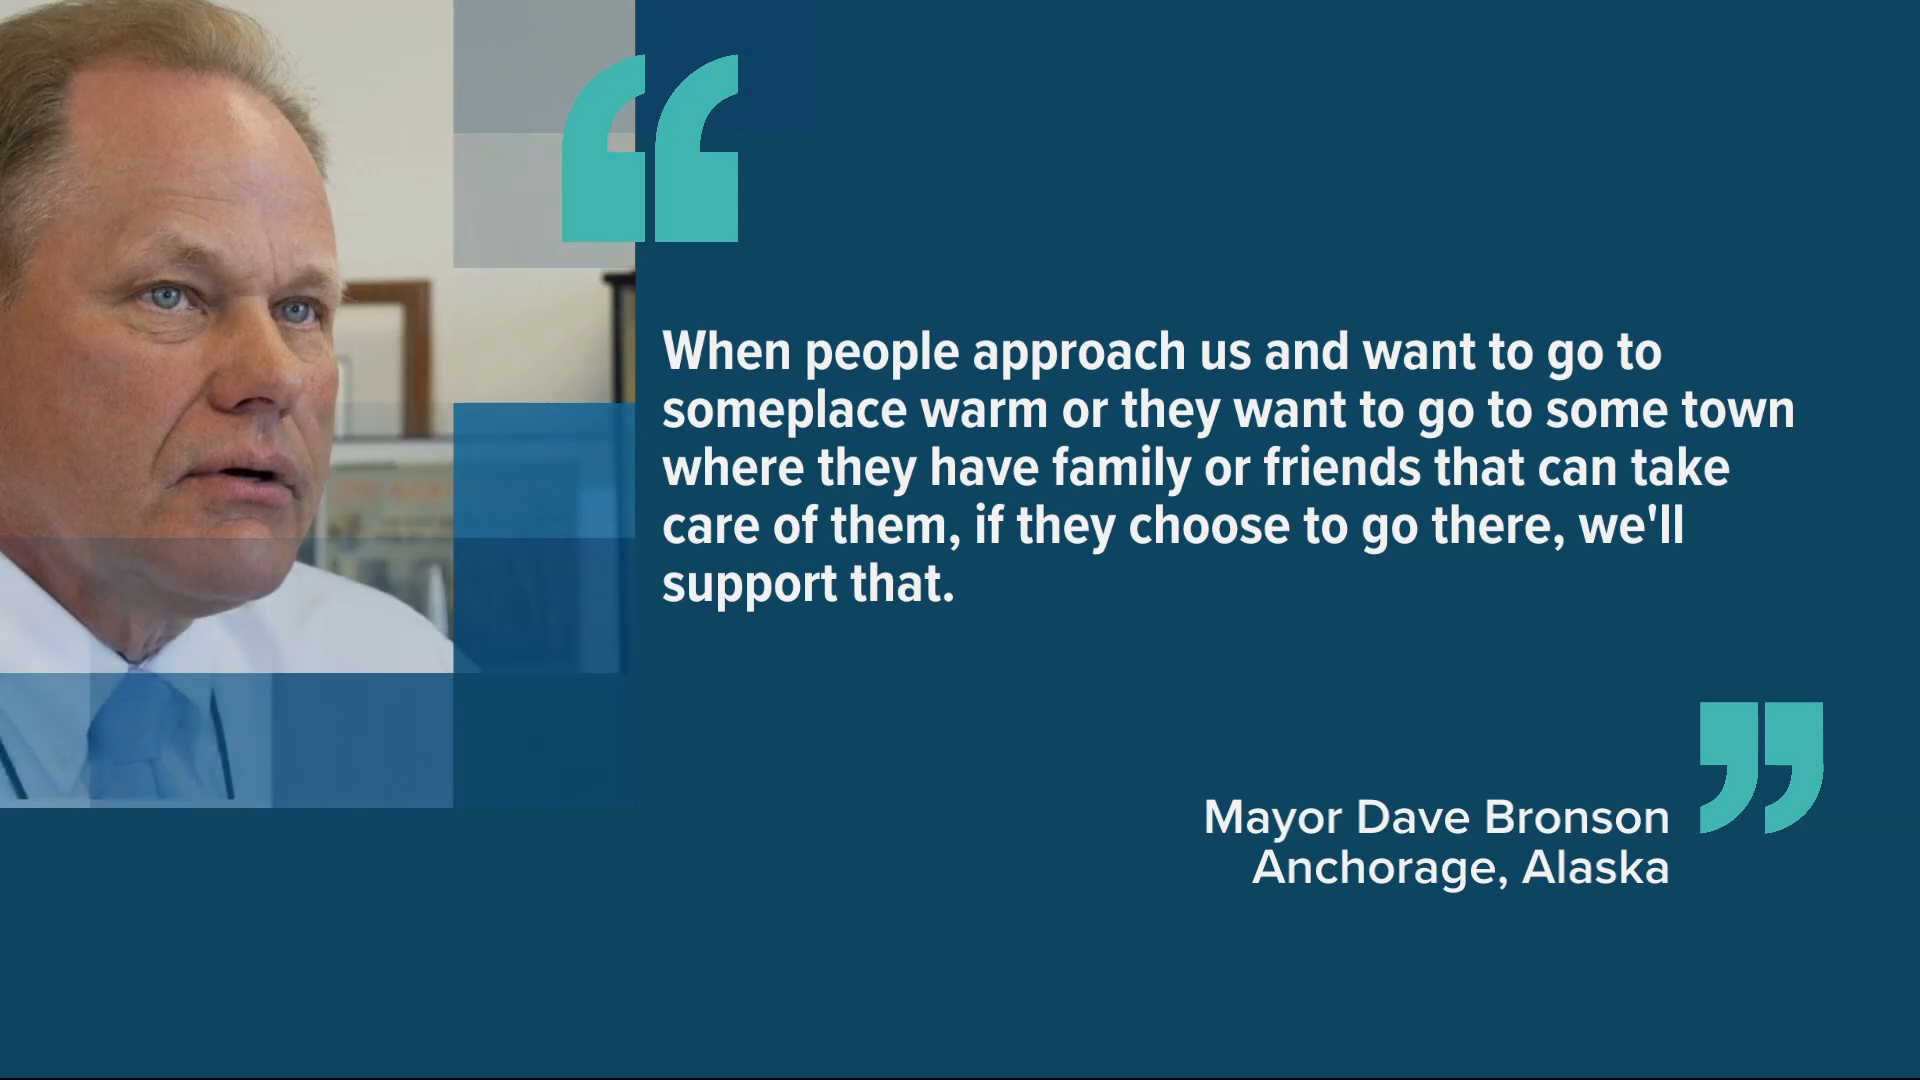 When people approach us and want to go to
someplace warm or they want to go to some town
where they have family or friends that can take
care of them, if they choose to go there, we'll
support that.
Mayor Dave Bronson
Anchorage, Alaska